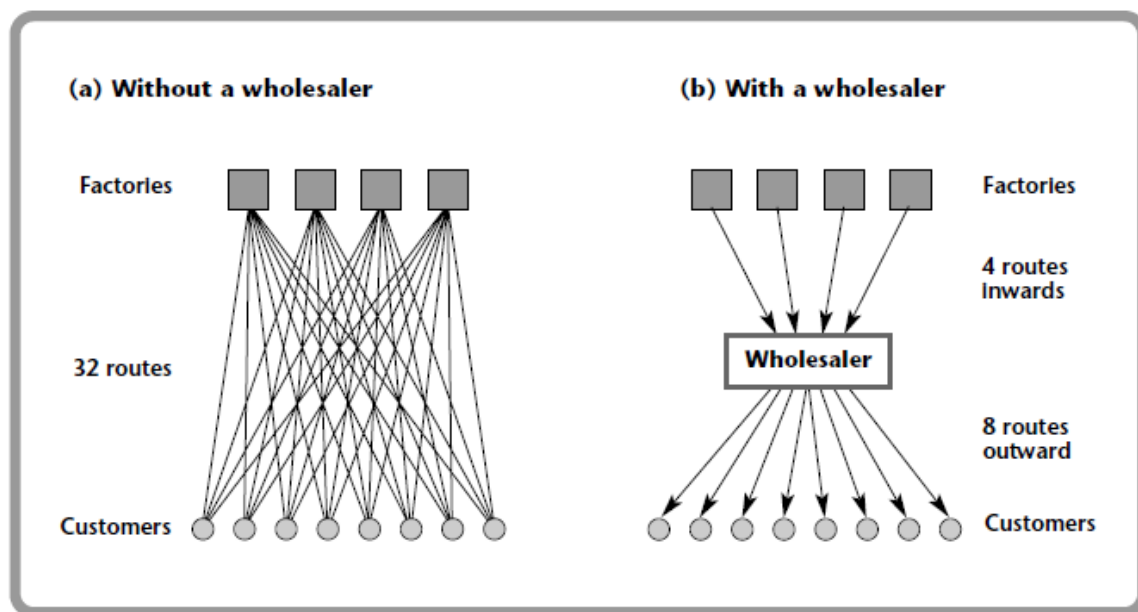 (a) Without a wholesaler
Factories
32 routes
Customers
(b) With a wholesaler
Factories
4 routes
inwards
Wholesaler
8 routes
outward
Customers